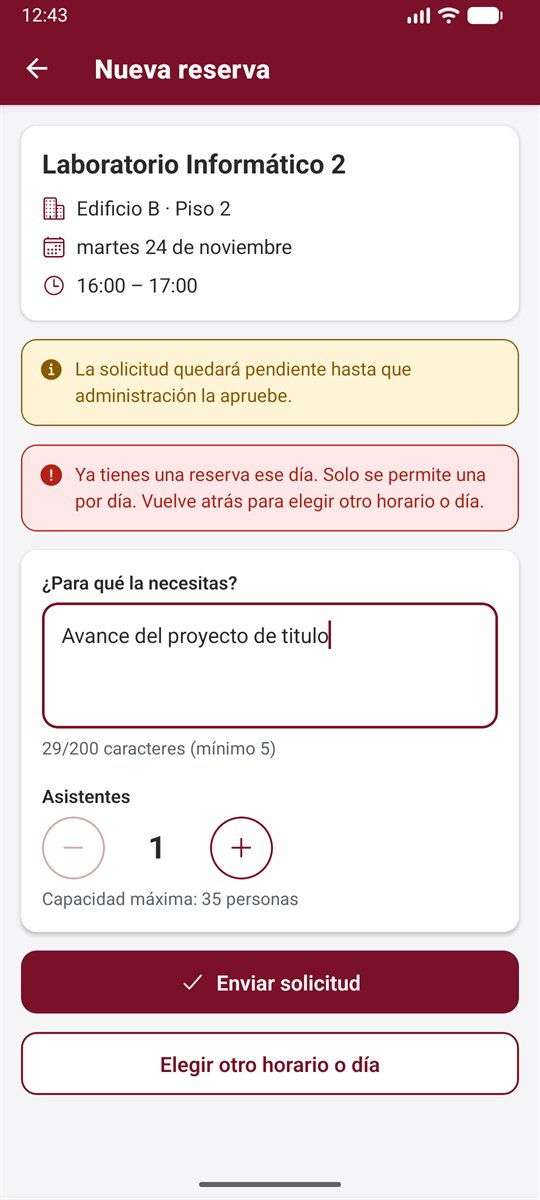 12:43
Nueva reserva
Laboratorio Informático 2
Edificio B · Piso 2
martes 24 de noviembre
16:00 – 17:00
La solicitud quedará pendiente hasta que
administración la apruebe.
Ya tienes una reserva ese día. Solo se permite una
por día. Vuelve atrás para elegir otro horario o día.
¿Para qué la necesitas?
Avance del proyecto de titulo
29/200 caracteres (mínimo 5)
Asistentes
1
Capacidad máxima: 35 personas
Enviar solicitud
Elegir otro horario o día